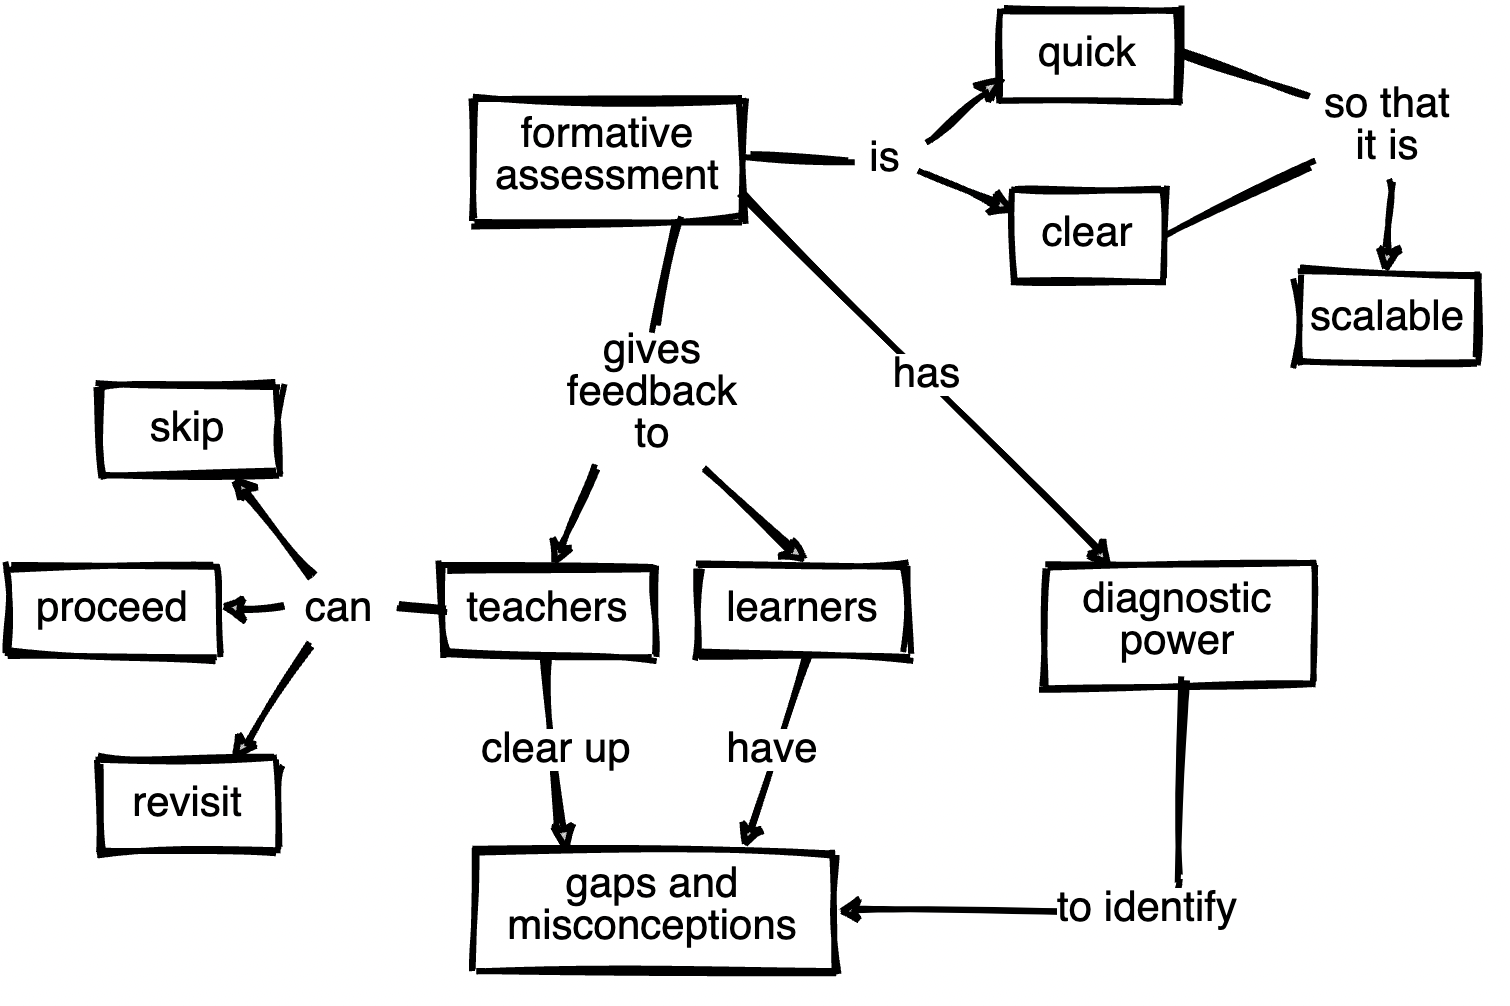 quick
so that
it is
formative
assessment
is
clear
scalable
gives
feedback
to
has
skip
proceed
can
teachers
learners
diagnostic
power
clear up
have
revisit
gaps and
misconceptions
to identify